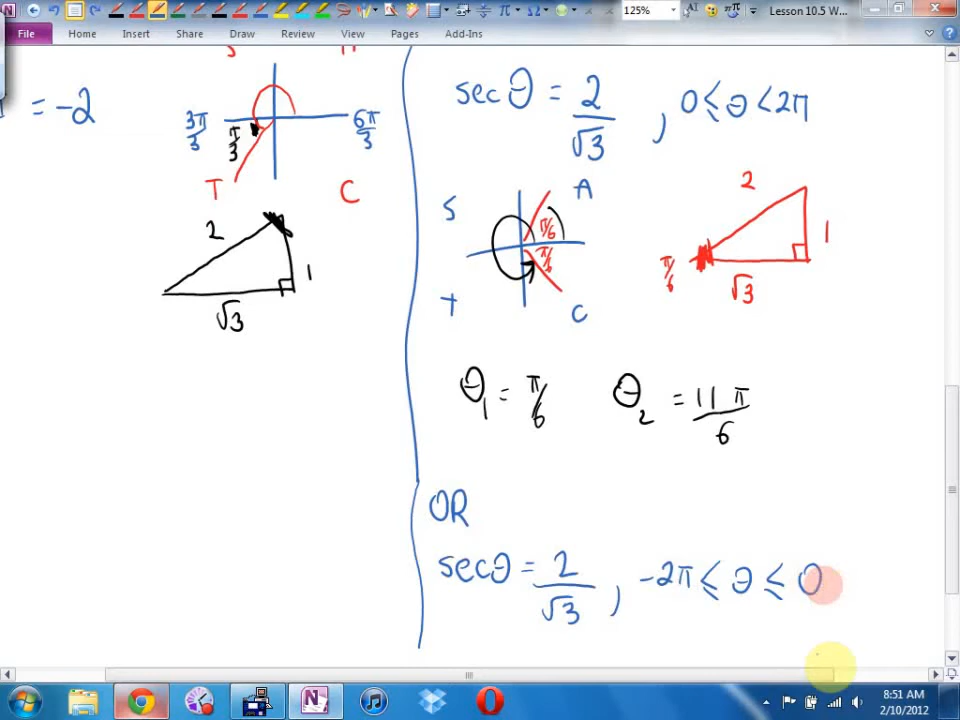 125%
Lesson 10.5 W...
File Home Insert Share Draw Review Pages Add-Ins
= -2
3π/3
π/3
6π/3
T C
2
1
√3
sec θ = 2/√3 , 0 ≤ θ < 2π
S A
π/6
π/6
T C
2
1
π/6
√3
θ₁ = π/6 θ₂ = 11π/6
OR
sec θ = 2/√3 , -2π ≤ θ ≤ 0
8:51 AM
2/10/2012